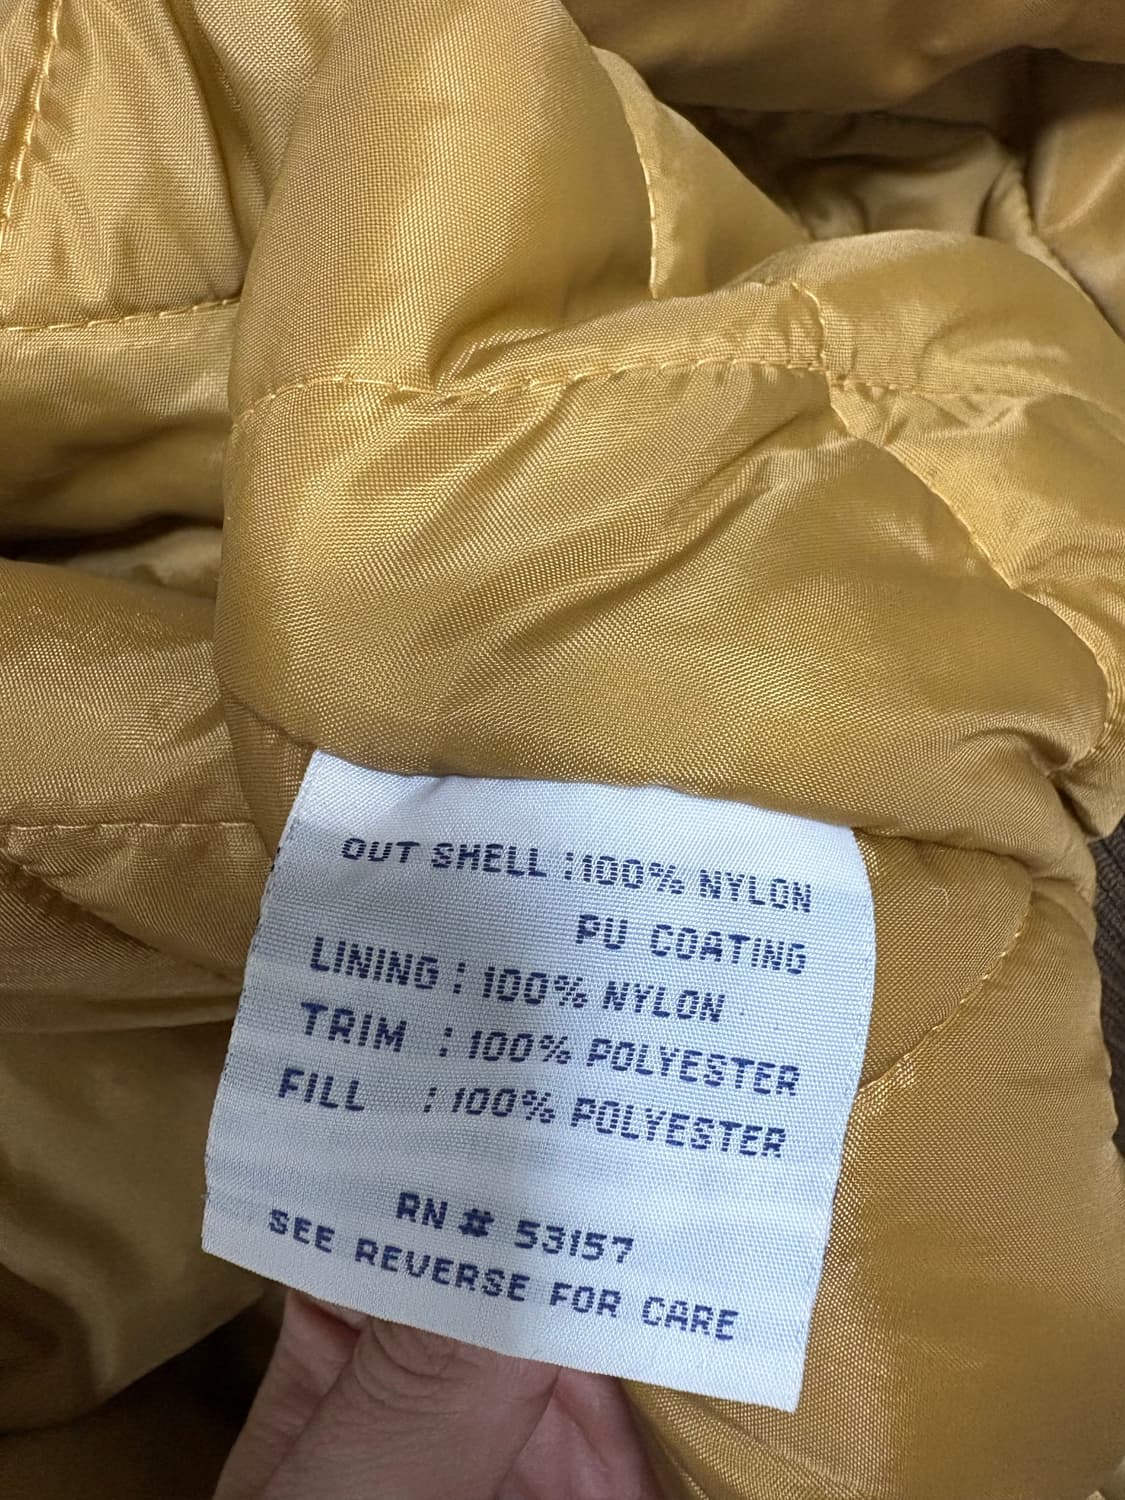 OUT SHELL :100% NYLON
PU COATING
LINING : 100% NYLON
TRIM : 100% POLYESTER
FILL : 100% POLYESTER
RN # 53157
SEE REVERSE FOR CARE